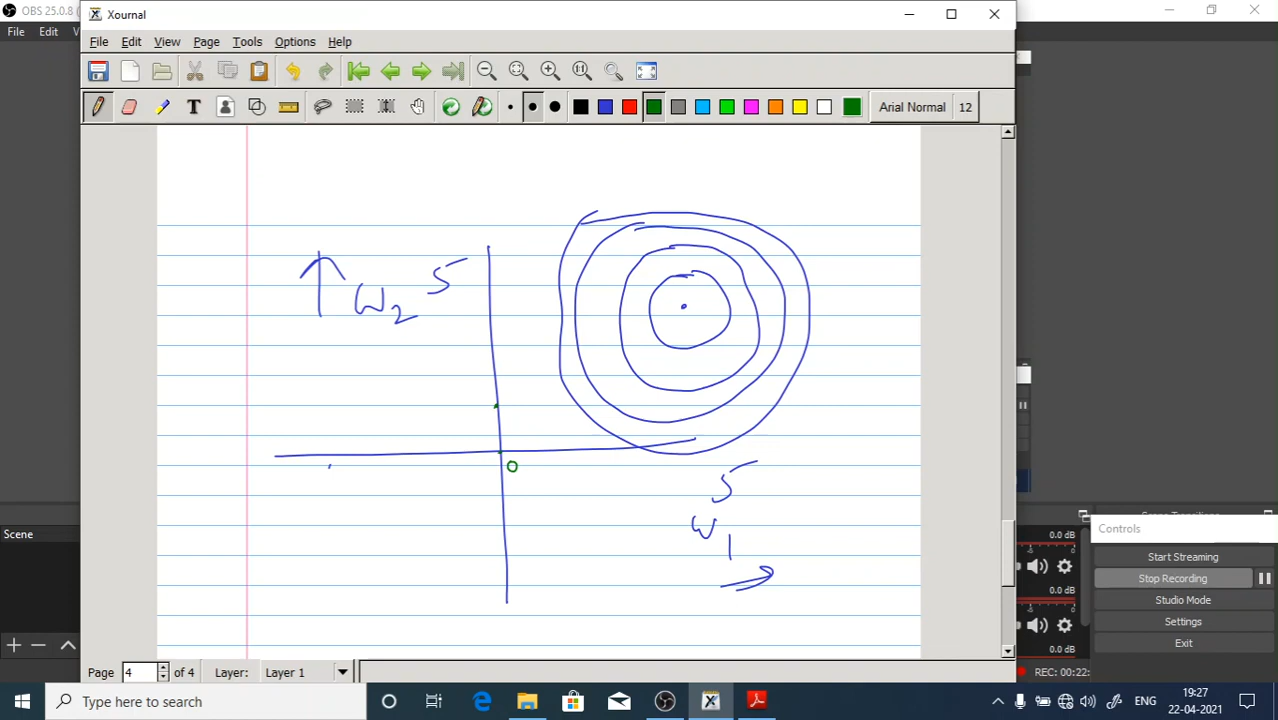 OBS 25.0.8 (
File Edit V
Xournal
File Edit View Page Tools Options Help
T
Arial Normal 12
↑ w2 5
0
5
w1
→
Scene
Controls
Start Streaming
Stop Recording
Studio Mode
Settings
Exit
0.0 dB
0
0.0 dB
0
REC: 00:22:
Page 4 of 4 Layer: Layer 1
Type here to search
ENG
19:27
22-04-2021